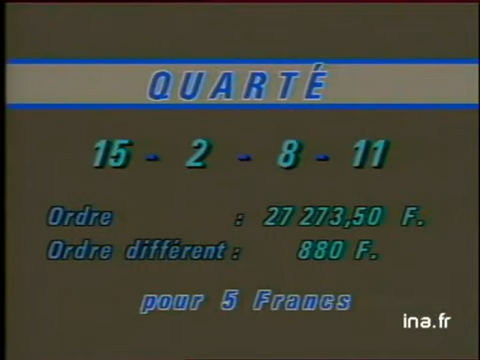 QUARTÉ
15 - 2 - 8 - 11
Ordre : 27 273,50 F.
Ordre différent : 880 F.
pour 5 Francs
ina.fr